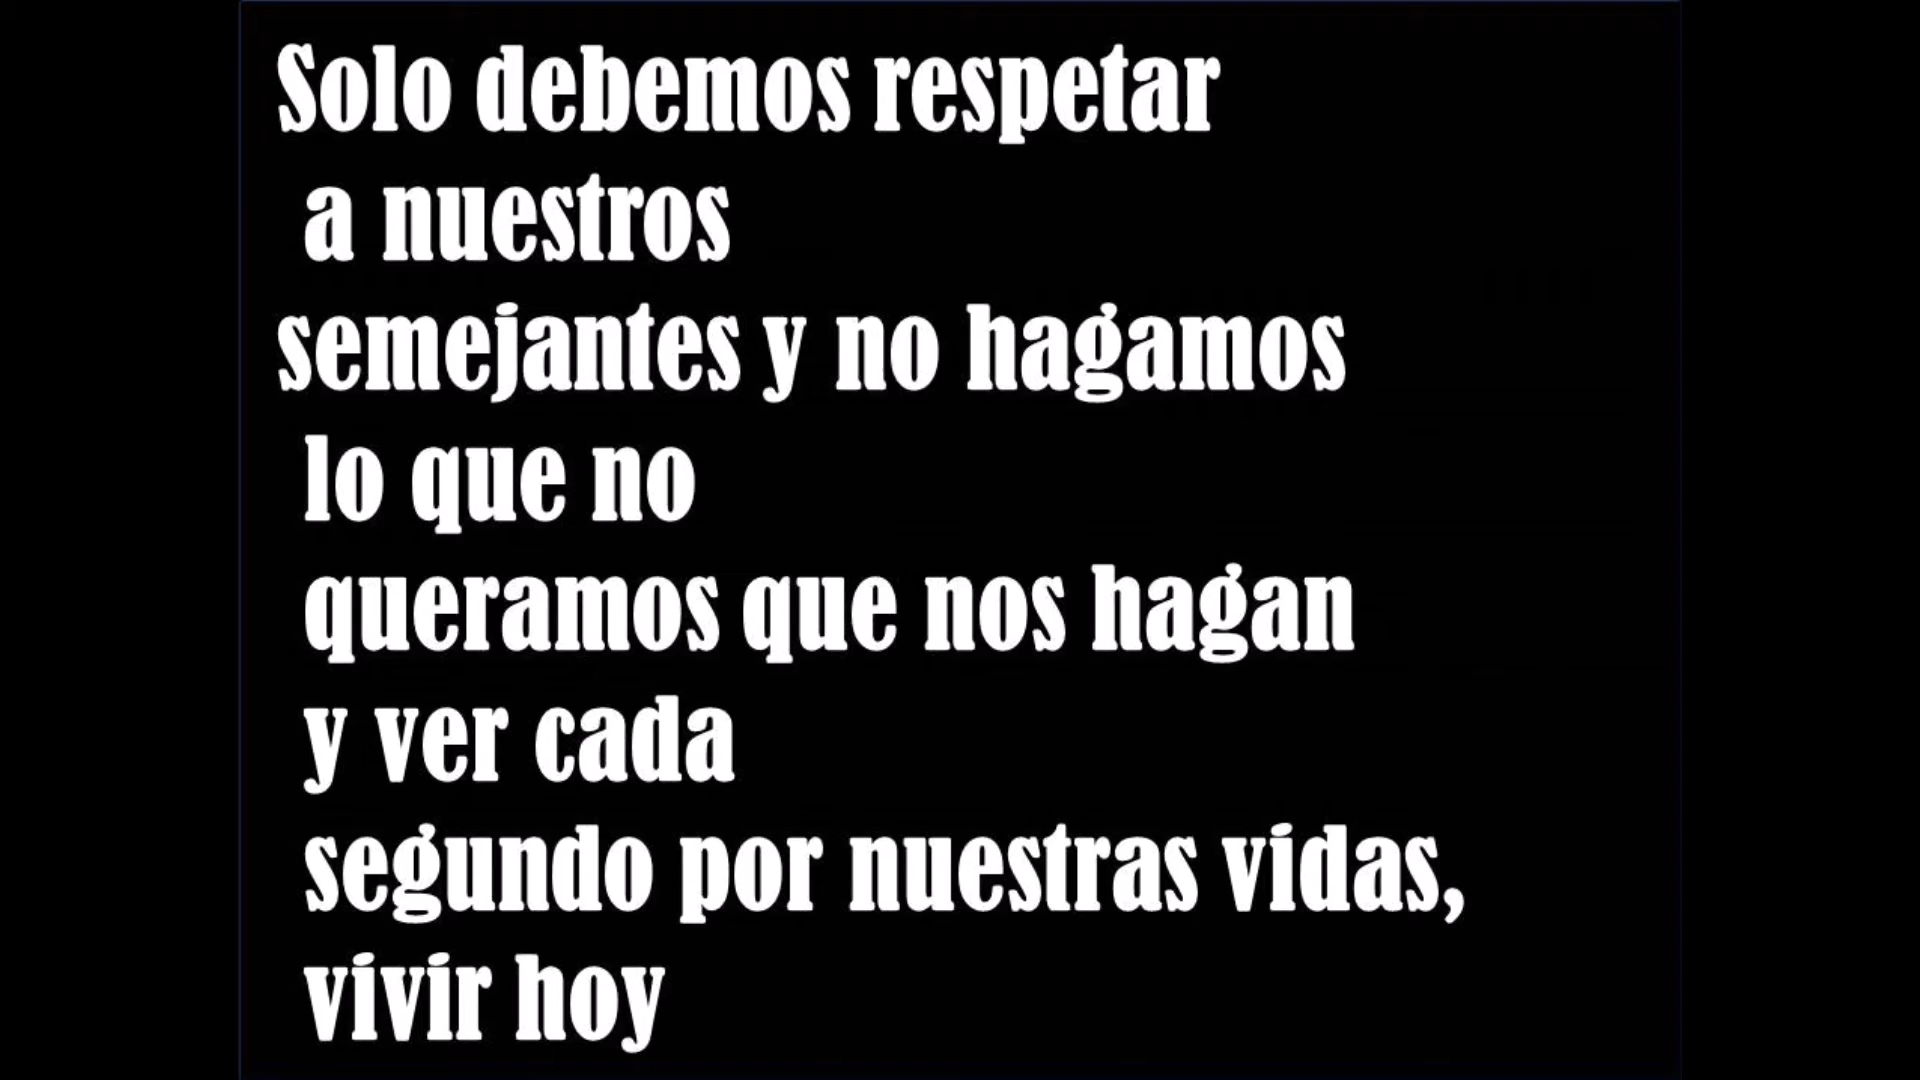 Solo debemos respetar
a nuestros
semejantes y no hagamos
lo que no
queramos que nos hagan
y ver cada
segundo por nuestras vidas,
vivir hoy